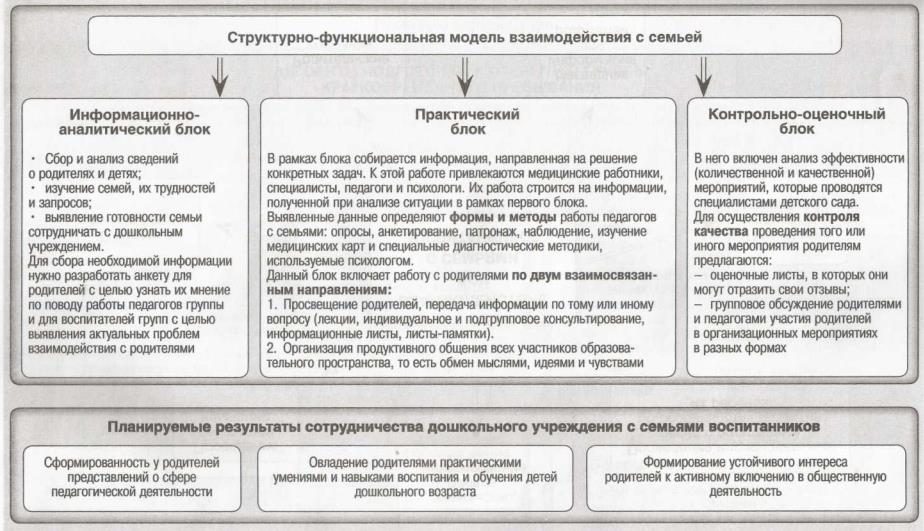 Структурно-функциональная модель взаимодействия с семьей
Информационно-
аналитический блок
· Сбор и анализ сведений
о родителях и детях;
· изучение семей, их трудностей
и запросов;
· выявление готовности семьи
сотрудничать с дошкольным
учреждением.
Для сбора необходимой информации
нужно разработать анкету для
родителей с целью узнать их мнение
по поводу работы педагогов группы
и для воспитателей групп с целью
выявления актуальных проблем
взаимодействия с родителями
Практический
блок
В рамках блока собирается информация, направленная на решение
конкретных задач. К этой работе привлекаются медицинские работники,
специалисты, педагоги и психологи. Их работа строится на информации,
полученной при анализе ситуации в рамках первого блока.
Выявленные данные определяют формы и методы работы педагогов
с семьями: опросы, анкетирование, патронаж, наблюдение, изучение
медицинских карт и специальные диагностические методики,
используемые психологом.
Данный блок включает работу с родителями по двум взаимосвязан-
ным направлениям:
1. Просвещение родителей, передача информации по тому или иному
вопросу (лекции, индивидуальное и подгрупповое консультирование,
информационные листы, листы-памятки).
2. Организация продуктивного общения всех участников образова-
тельного пространства, то есть обмен мыслями, идеями и чувствами
Контрольно-оценочный
блок
В него включен анализ эффективности
(количественной и качественной)
мероприятий, которые проводятся
специалистами детского сада.
Для осуществления контроля
качества проведения того или
иного мероприятия родителям
предлагаются:
– оценочные листы, в которых они
могут отразить свои отзывы;
– групповое обсуждение родителями
и педагогами участия родителей
в организационных мероприятиях
в разных формах
Планируемые результаты сотрудничества дошкольного учреждения с семьями воспитанников
Сформированность у родителей
представлений о сфере
педагогической деятельности
Овладение родителями практическими
умениями и навыками воспитания и обучения детей
дошкольного возраста
Формирование устойчивого интереса
родителей к активному включению в общественную
деятельность